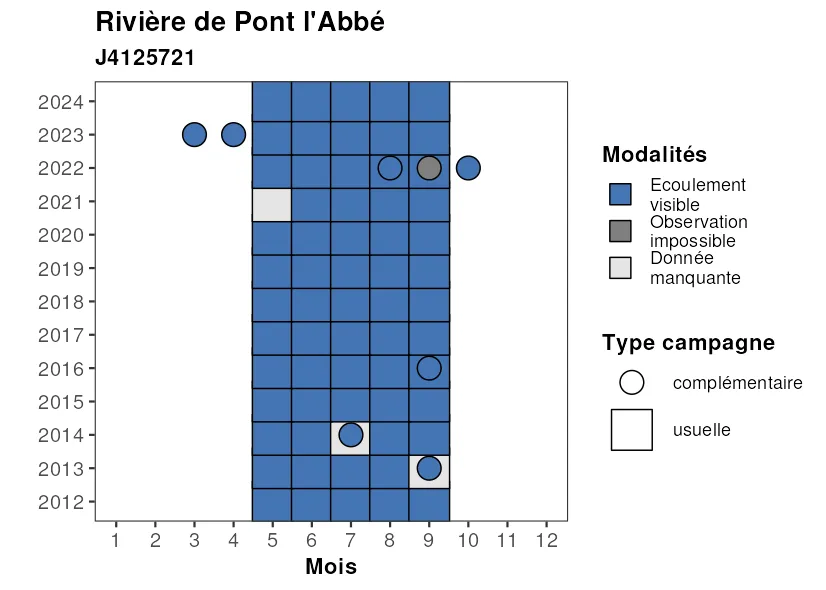 Rivière de Pont l'Abbé
J4125721
2024
2023
2022
2021
2020
2019
2018
2017
2016
2015
2014
2013
2012
1 2 3 4 5 6 7 8 9 10 11 12
Mois
Modalités
Ecoulement
visible
Observation
impossible
Donnée
manquante
Type campagne
complémentaire
usuelle